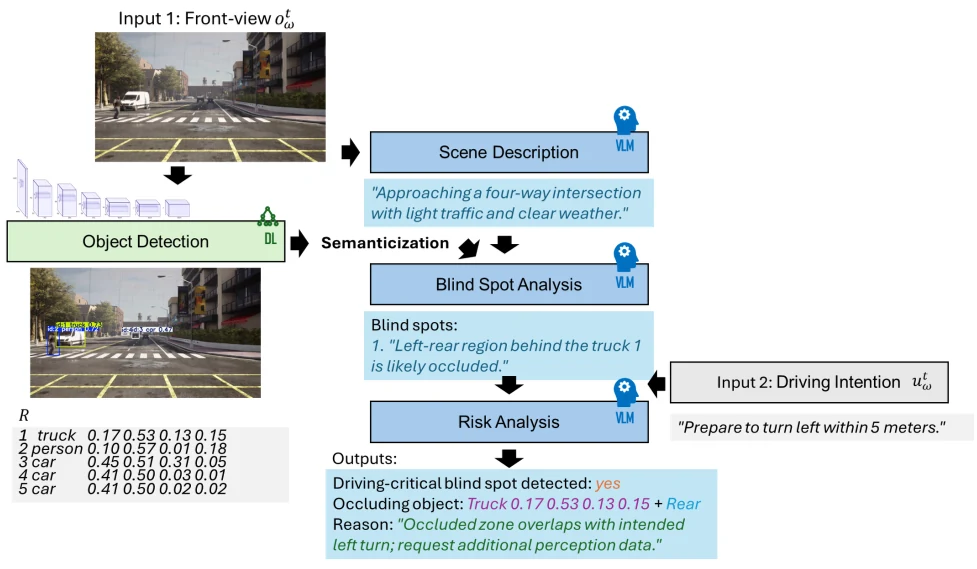 Input 1: Front-view o_ω^t
VLM
Scene Description
"Approaching a four-way intersection
with light traffic and clear weather."
Object Detection
DL
Semanticization
VLM
Blind Spot Analysis
Blind spots:
1. "Left-rear region behind the truck 1
is likely occluded."
Input 2: Driving Intention u_ω^t
"Prepare to turn left within 5 meters."
VLM
Risk Analysis
R
1 truck 0.17 0.53 0.13 0.15
2 person 0.10 0.57 0.01 0.18
3 car 0.45 0.51 0.31 0.05
4 car 0.41 0.50 0.03 0.01
5 car 0.41 0.50 0.02 0.02
Outputs:
Driving-critical blind spot detected: yes
Occluding object: Truck 0.17 0.53 0.13 0.15 + Rear
Reason: "Occluded zone overlaps with intended
left turn; request additional perception data."